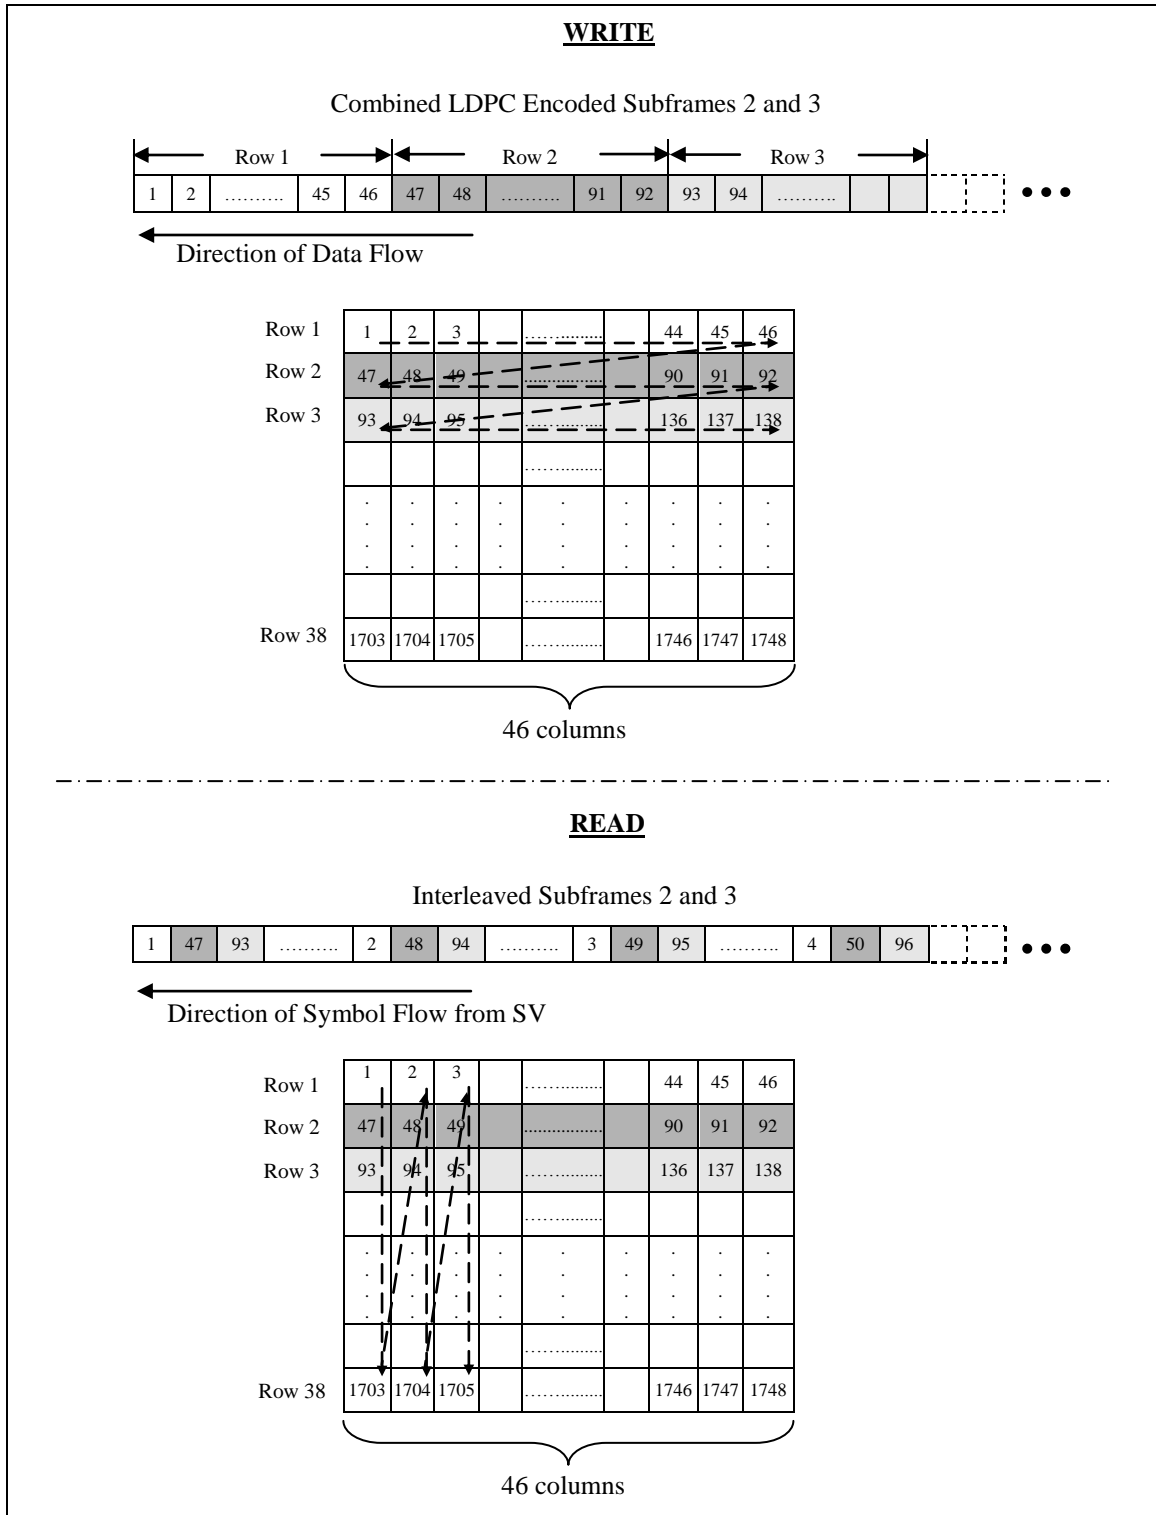 WRITE
Combined LDPC Encoded Subframes 2 and 3
Row 1 Row 2 Row 3
1 2 .......... 45 46 47 48 .......... 91 92 93 94 ..........
Direction of Data Flow
Row 1 1 2 3 ............... 44 45 46
Row 2 47 48 49 ............... 90 91 92
Row 3 93 94 95 ............... 136 137 138
...............
. . . . . . . .
. . . . . . . .
. . . . . . . .
. . . . . . . .
...............
Row 38 1703 1704 1705 ............... 1746 1747 1748
46 columns
READ
Interleaved Subframes 2 and 3
1 47 93 .......... 2 48 94 .......... 3 49 95 .......... 4 50 96
Direction of Symbol Flow from SV
Row 1 1 2 3 ............... 44 45 46
Row 2 47 48 49 ............... 90 91 92
Row 3 93 94 95 ............... 136 137 138
...............
. . . . . . . .
. . . . . . . .
. . . . . . . .
. . . . . . . .
...............
Row 38 1703 1704 1705 ............... 1746 1747 1748
46 columns